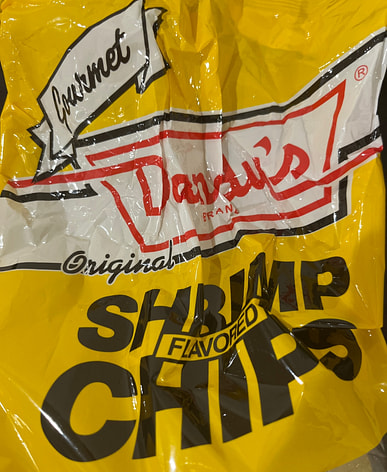 Gourmet
®
Dandy's
BRAND
Original
SHRIMP
FLAVORED
CHIPS